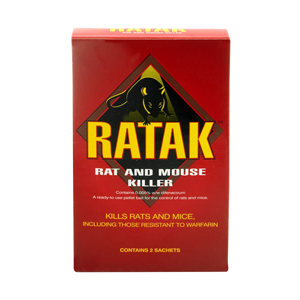 RATAK
RAT AND MOUSE
KILLER
Contains 0.005% w/w difenacoum
A ready to use pellet bait for the control of rats and mice.
KILLS RATS AND MICE,
INCLUDING THOSE RESISTANT TO WARFARIN
CONTAINS 2 SACHETS